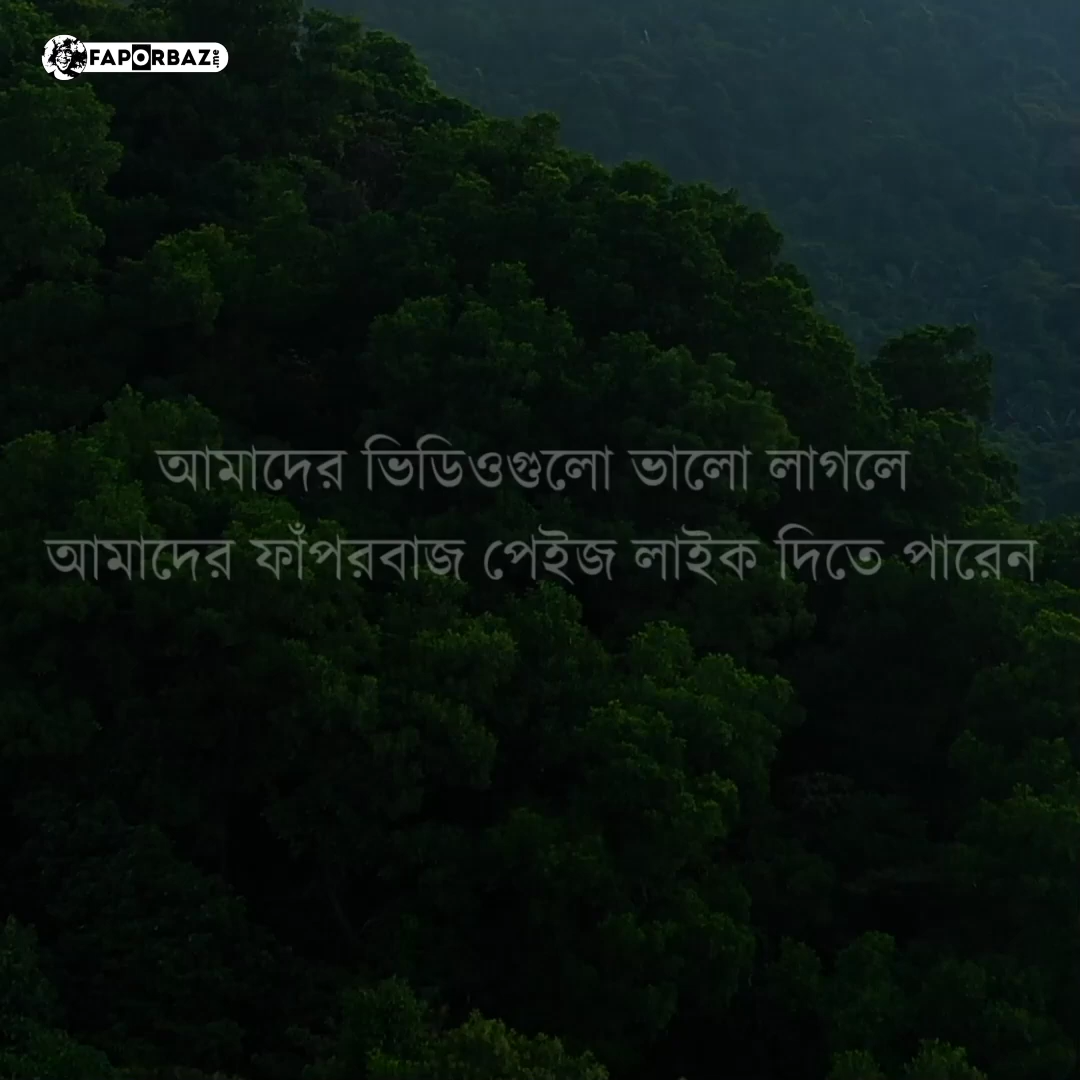 FAPORBAZ
আমাদের ভিডিওগুলো ভালো লাগলে
আমাদের ফাঁপরবাজ পেইজ লাইক দিতে পারেন